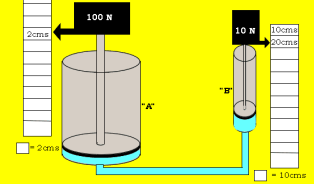 100 N
10 N
2cms
10cms
20cms
"A"
"B"
= 2cms
= 10cms